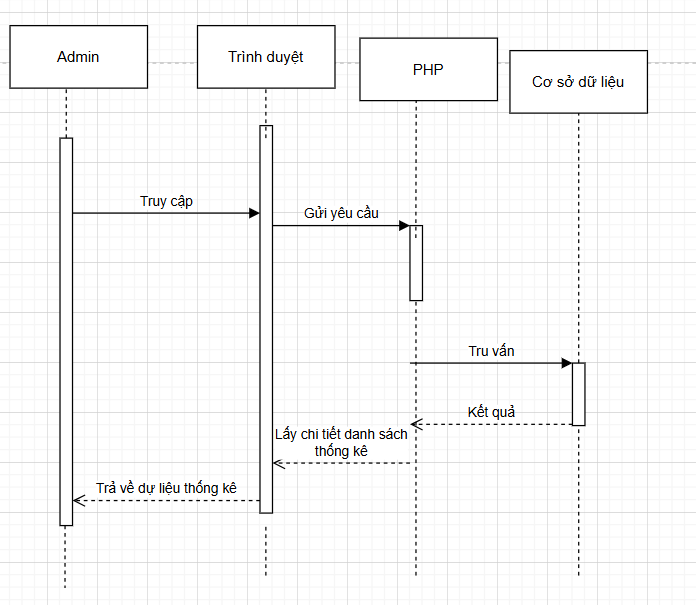 Admin
Trình duyệt
PHP
Cơ sở dữ liệu
Truy cập
Gửi yêu cầu
Tru vấn
Kết quả
Lấy chi tiết danh sách
thống kê
Trả về dự liệu thống kê